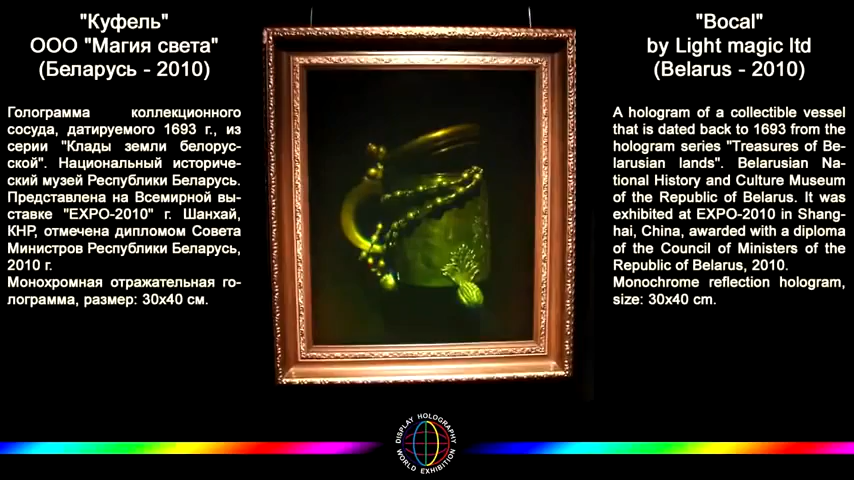 "Куфель"
ООО "Магия света"
(Беларусь - 2010)
Голограмма коллекционного
сосуда, датируемого 1693 г., из
серии "Клады земли белорус-
ской". Национальный историче-
ский музей Республики Беларусь.
Представлена на Всемирной вы-
ставке "EXPO-2010" г. Шанхай,
КНР, отмечена дипломом Совета
Министров Республики Беларусь,
2010 г.
Монохромная отражательная го-
лограмма, размер: 30х40 см.
"Bocal"
by Light magic ltd
(Belarus - 2010)
A hologram of a collectible vessel
that is dated back to 1693 from the
hologram series "Treasures of Be-
larusian lands". Belarusian Na-
tional History and Culture Museum
of the Republic of Belarus. It was
exhibited at EXPO-2010 in Shang-
hai, China, awarded with a diploma
of the Council of Ministers of the
Republic of Belarus, 2010.
Monochrome reflection hologram,
size: 30x40 cm.
DISPLAY HOLOGRAPHY
WORLD EXHIBITION